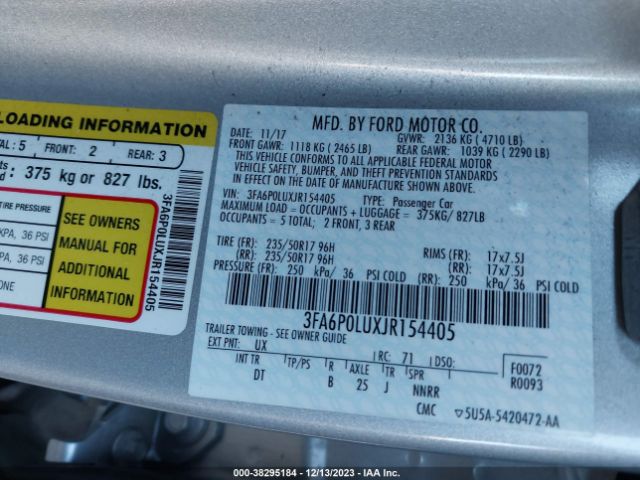 LOADING INFORMATION
: 5 FRONT: 2 REAR: 3
: 375 kg or 827 lbs.
TIRE PRESSURE
KPA, 36 PSI
KPA, 36 PSI
SEE OWNERS
MANUAL FOR
ADDITIONAL
INFORMATION
3FA6P0LUXJR154405
MFD. BY FORD MOTOR CO.
DATE: 11/17 GVWR: 2136 KG ( 4710 LB)
FRONT GAWR: 1118 KG ( 2465 LB) REAR GAWR: 1039 KG ( 2290 LB)
THIS VEHICLE CONFORMS TO ALL APPLICABLE FEDERAL MOTOR
VEHICLE SAFETY, BUMPER, AND THEFT PREVENTION STANDARDS
IN EFFECT ON THE DATE OF MANUFACTURE SHOWN ABOVE.
VIN: 3FA6P0LUXJR154405 TYPE: Passenger Car
MAXIMUM LOAD = OCCUPANTS + LUGGAGE = 375KG/ 827LB
OCCUPANTS = 5 TOTAL; 2 FRONT, 3 REAR
TIRE (FR): 235/50R17 96H RIMS (FR): 17x7.5J
(RR): 235/50R17 96H (RR): 17x7.5J
PRESSURE (FR): 250 kPa/ 36 PSI COLD (RR): 250 kPa/ 36 PSI COLD
3FA6P0LUXJR154405
TRAILER TOWING - SEE OWNER GUIDE
EXT PNT: UX RC: 71 DSO: F0072
R0093
INT TR TP/PS R AXLE TR SPR
DT B 25 J NNRR
CMC ▽5U5A-5420472-AA
000-38295184 - 12/13/2023 - IAA Inc.